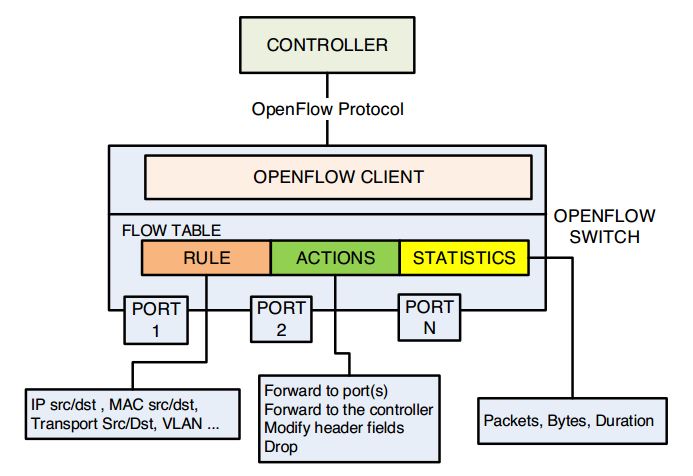 CONTROLLER
OpenFlow Protocol
OPENFLOW CLIENT
OPENFLOW
SWITCH
FLOW TABLE
RULE
ACTIONS
STATISTICS
PORT
1
PORT
2
PORT
N
IP src/dst , MAC src/dst,
Transport Src/Dst, VLAN ...
Forward to port(s)
Forward to the controller
Modify header fields
Drop
Packets, Bytes, Duration